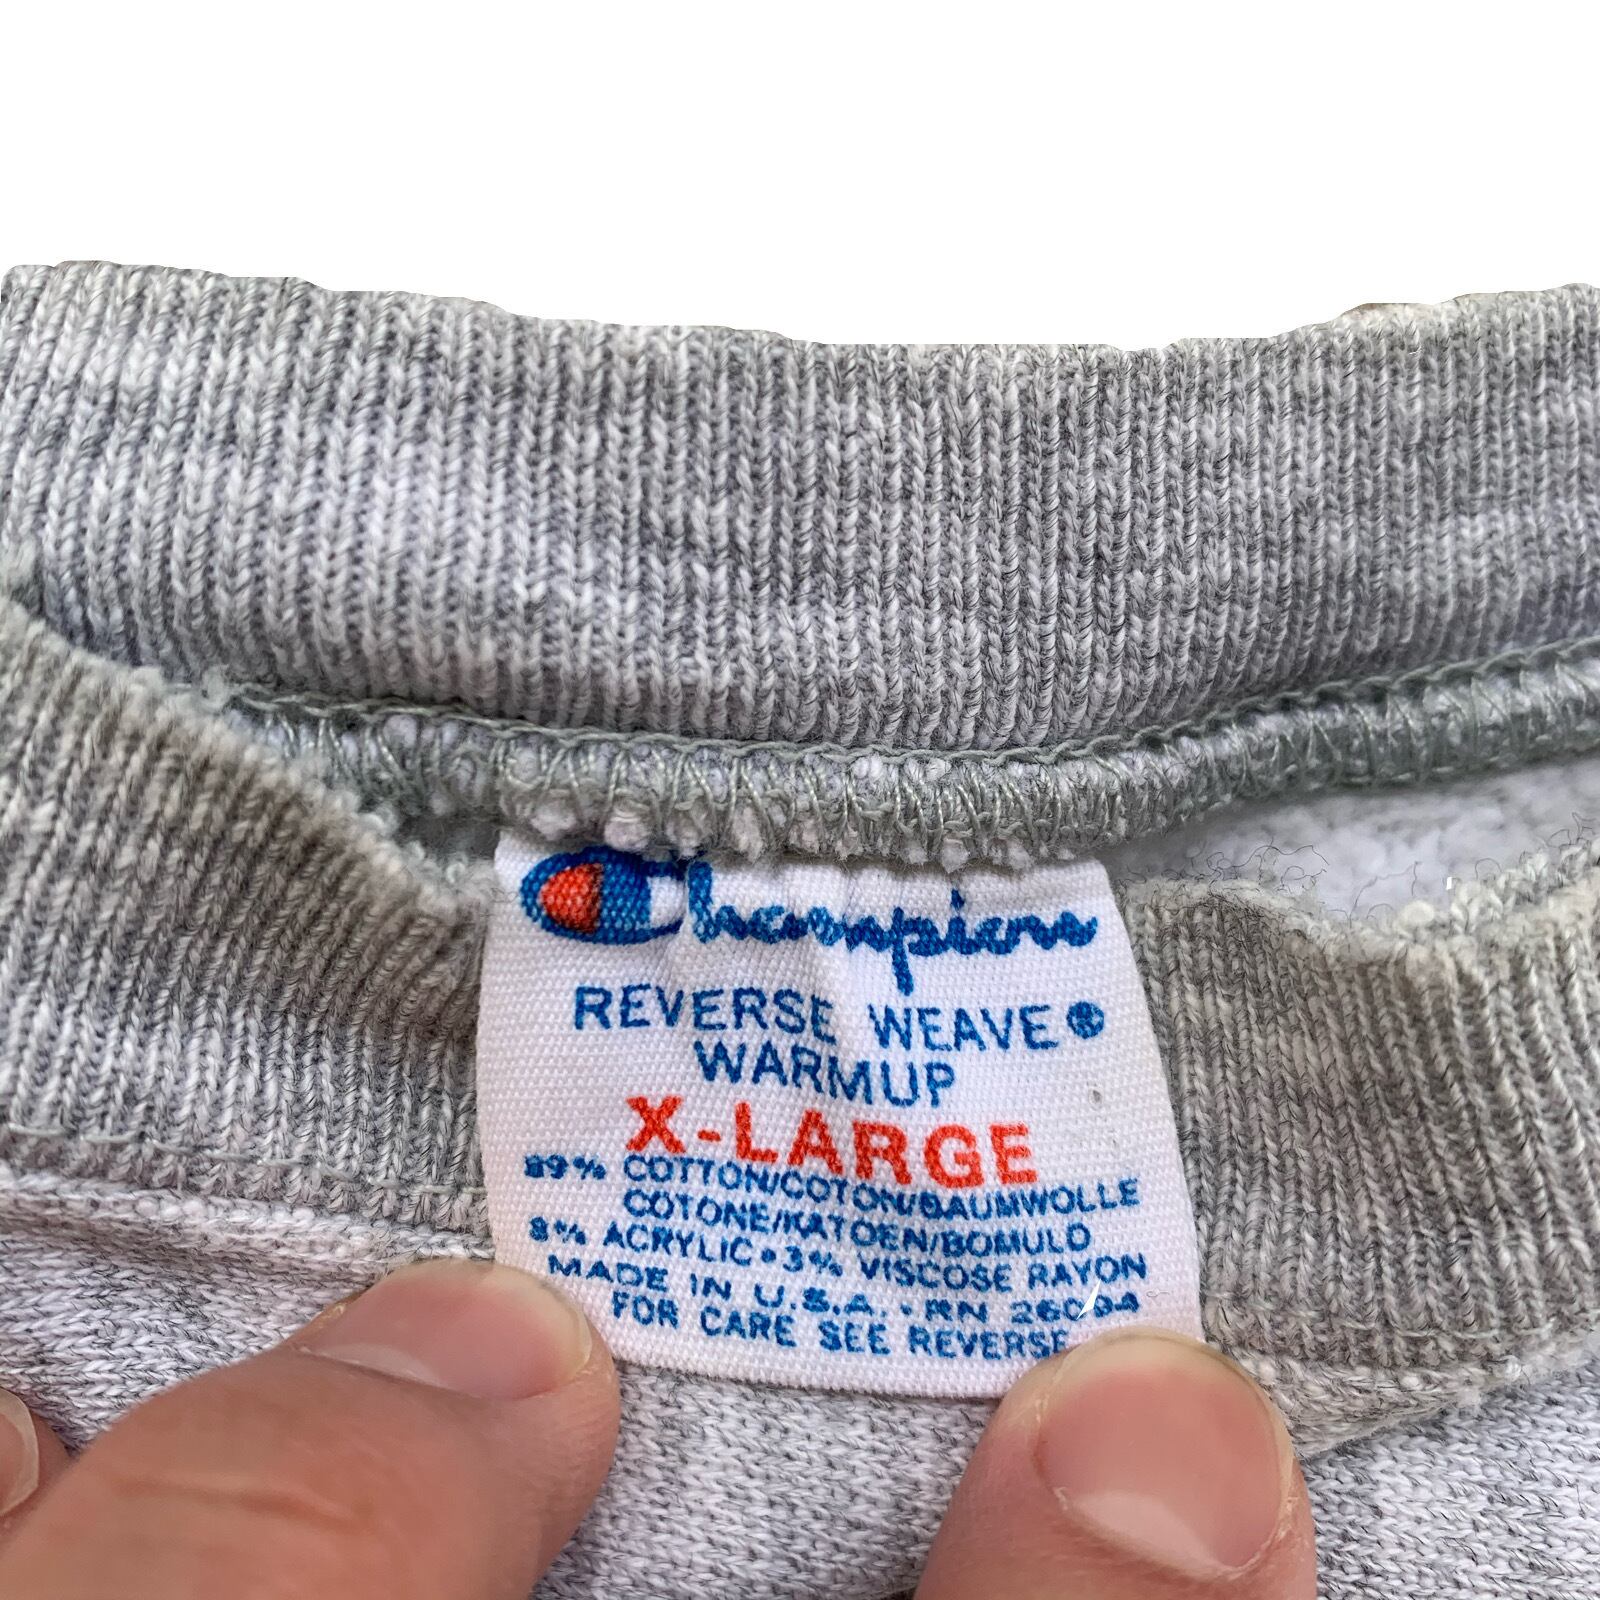 Champion
REVERSE WEAVE®
WARMUP
X-LARGE
89% COTTON/COTON/BAUMWOLLE
COTONE/KATOEN/BOMULD
8% ACRYLIC•3% VISCOSE RAYON
MADE IN U.S.A. • RN 26094
FOR CARE SEE REVERSE